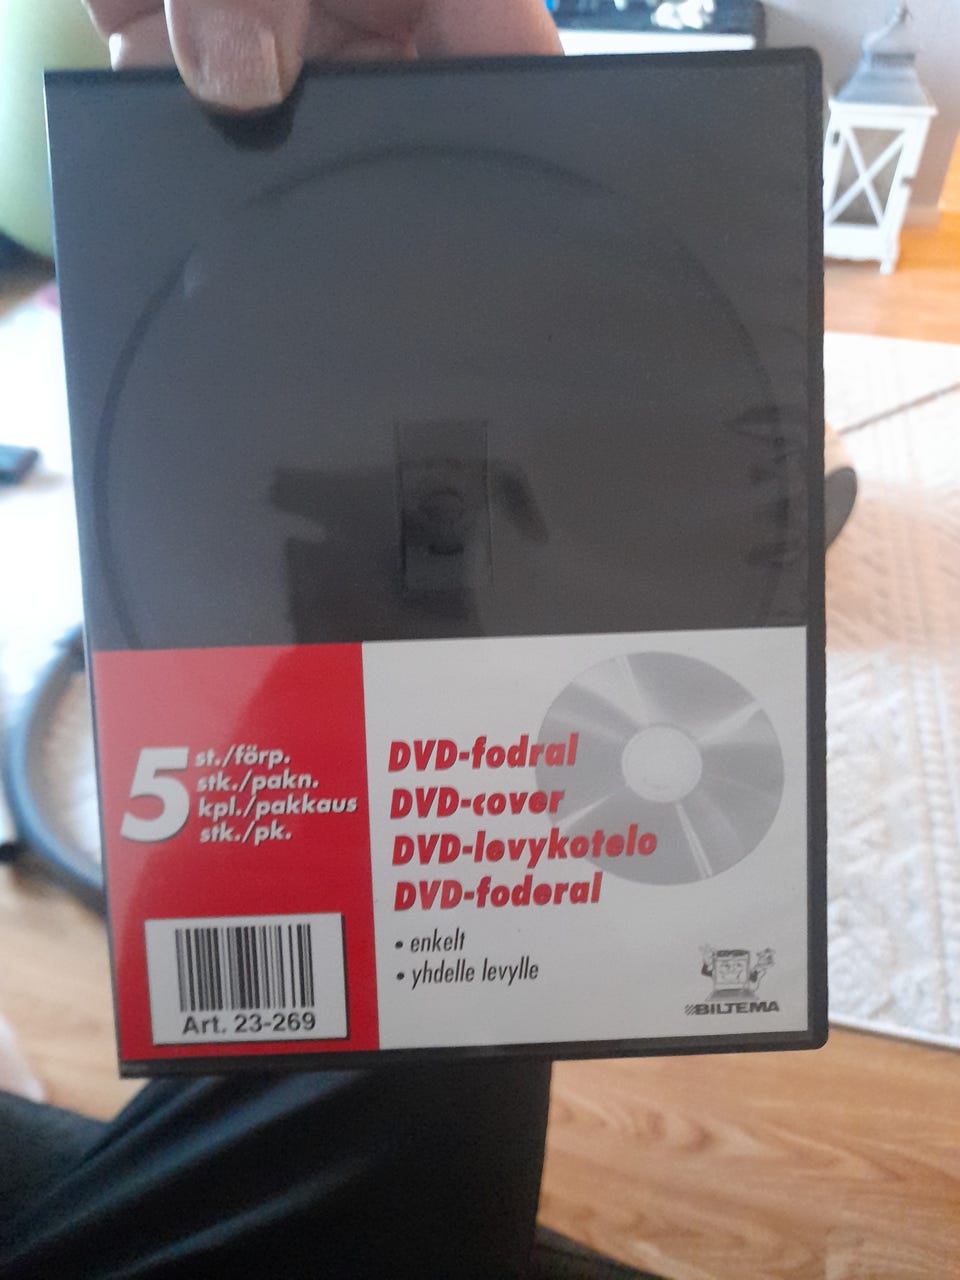 5 st./förp.
stk./pakn.
kpl./pakkaus
stk./pk.
Art. 23-269
DVD-fodral
DVD-cover
DVD-levykotelo
DVD-foderal
• enkelt
• yhdelle levylle
BILTEMA